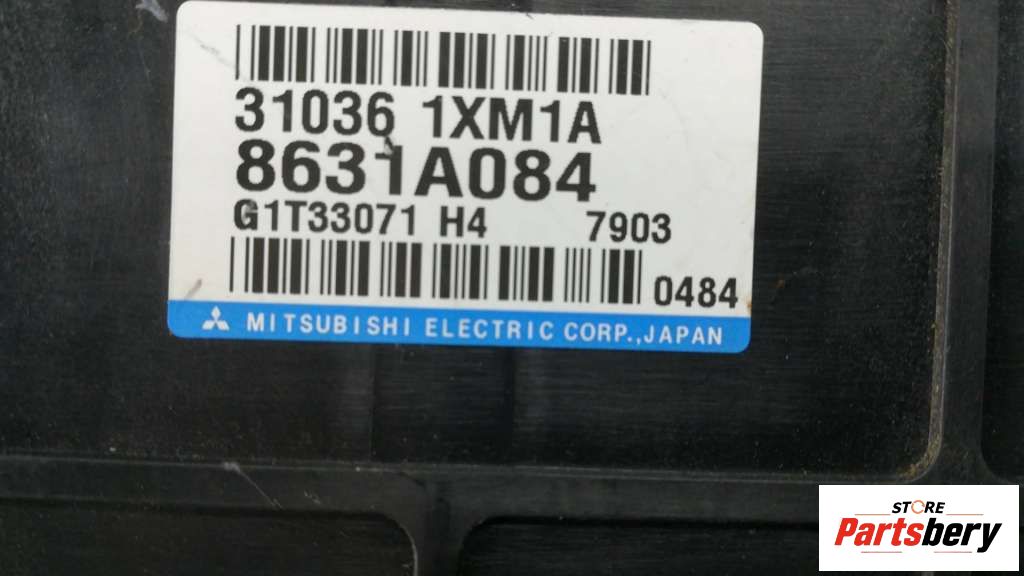 31036 1XM1A
8631A084
G1T33071 H4 7903
0484
MITSUBISHI ELECTRIC CORP.,JAPAN
STORE
Partsbery